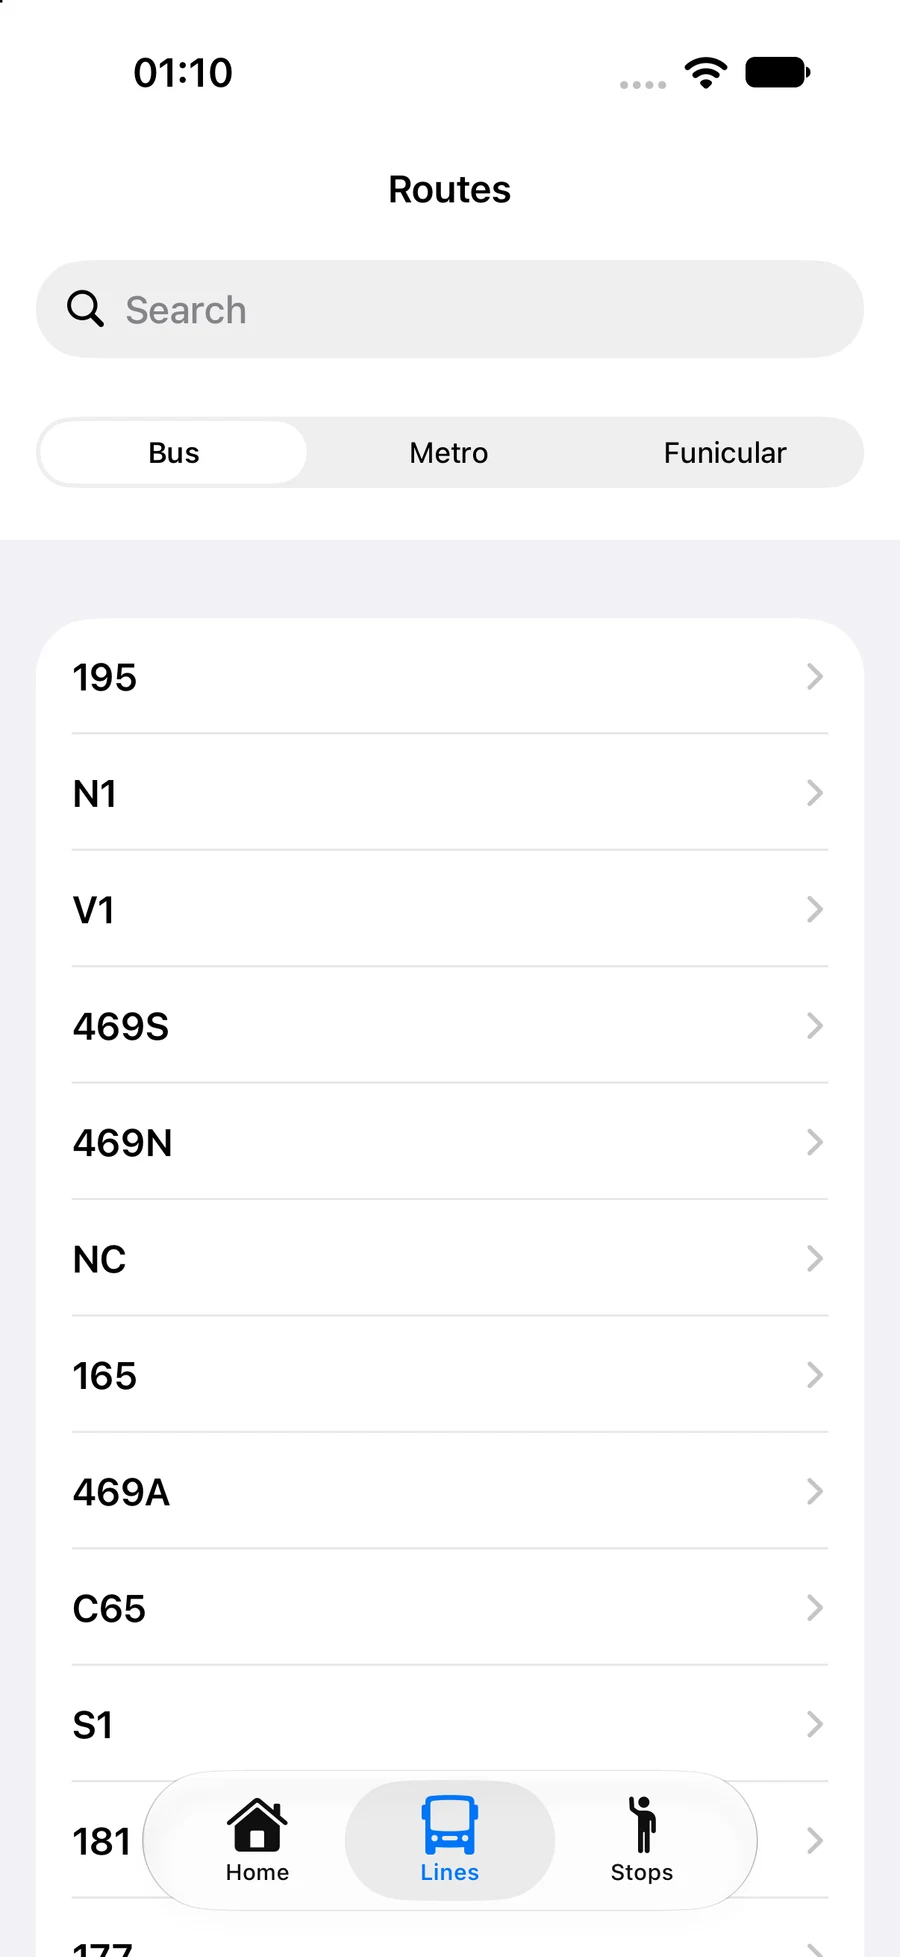 01:10
Routes
Search
Bus Metro Funicular
195
N1
V1
469S
469N
NC
165
469A
C65
S1
181
Home Lines Stops
177